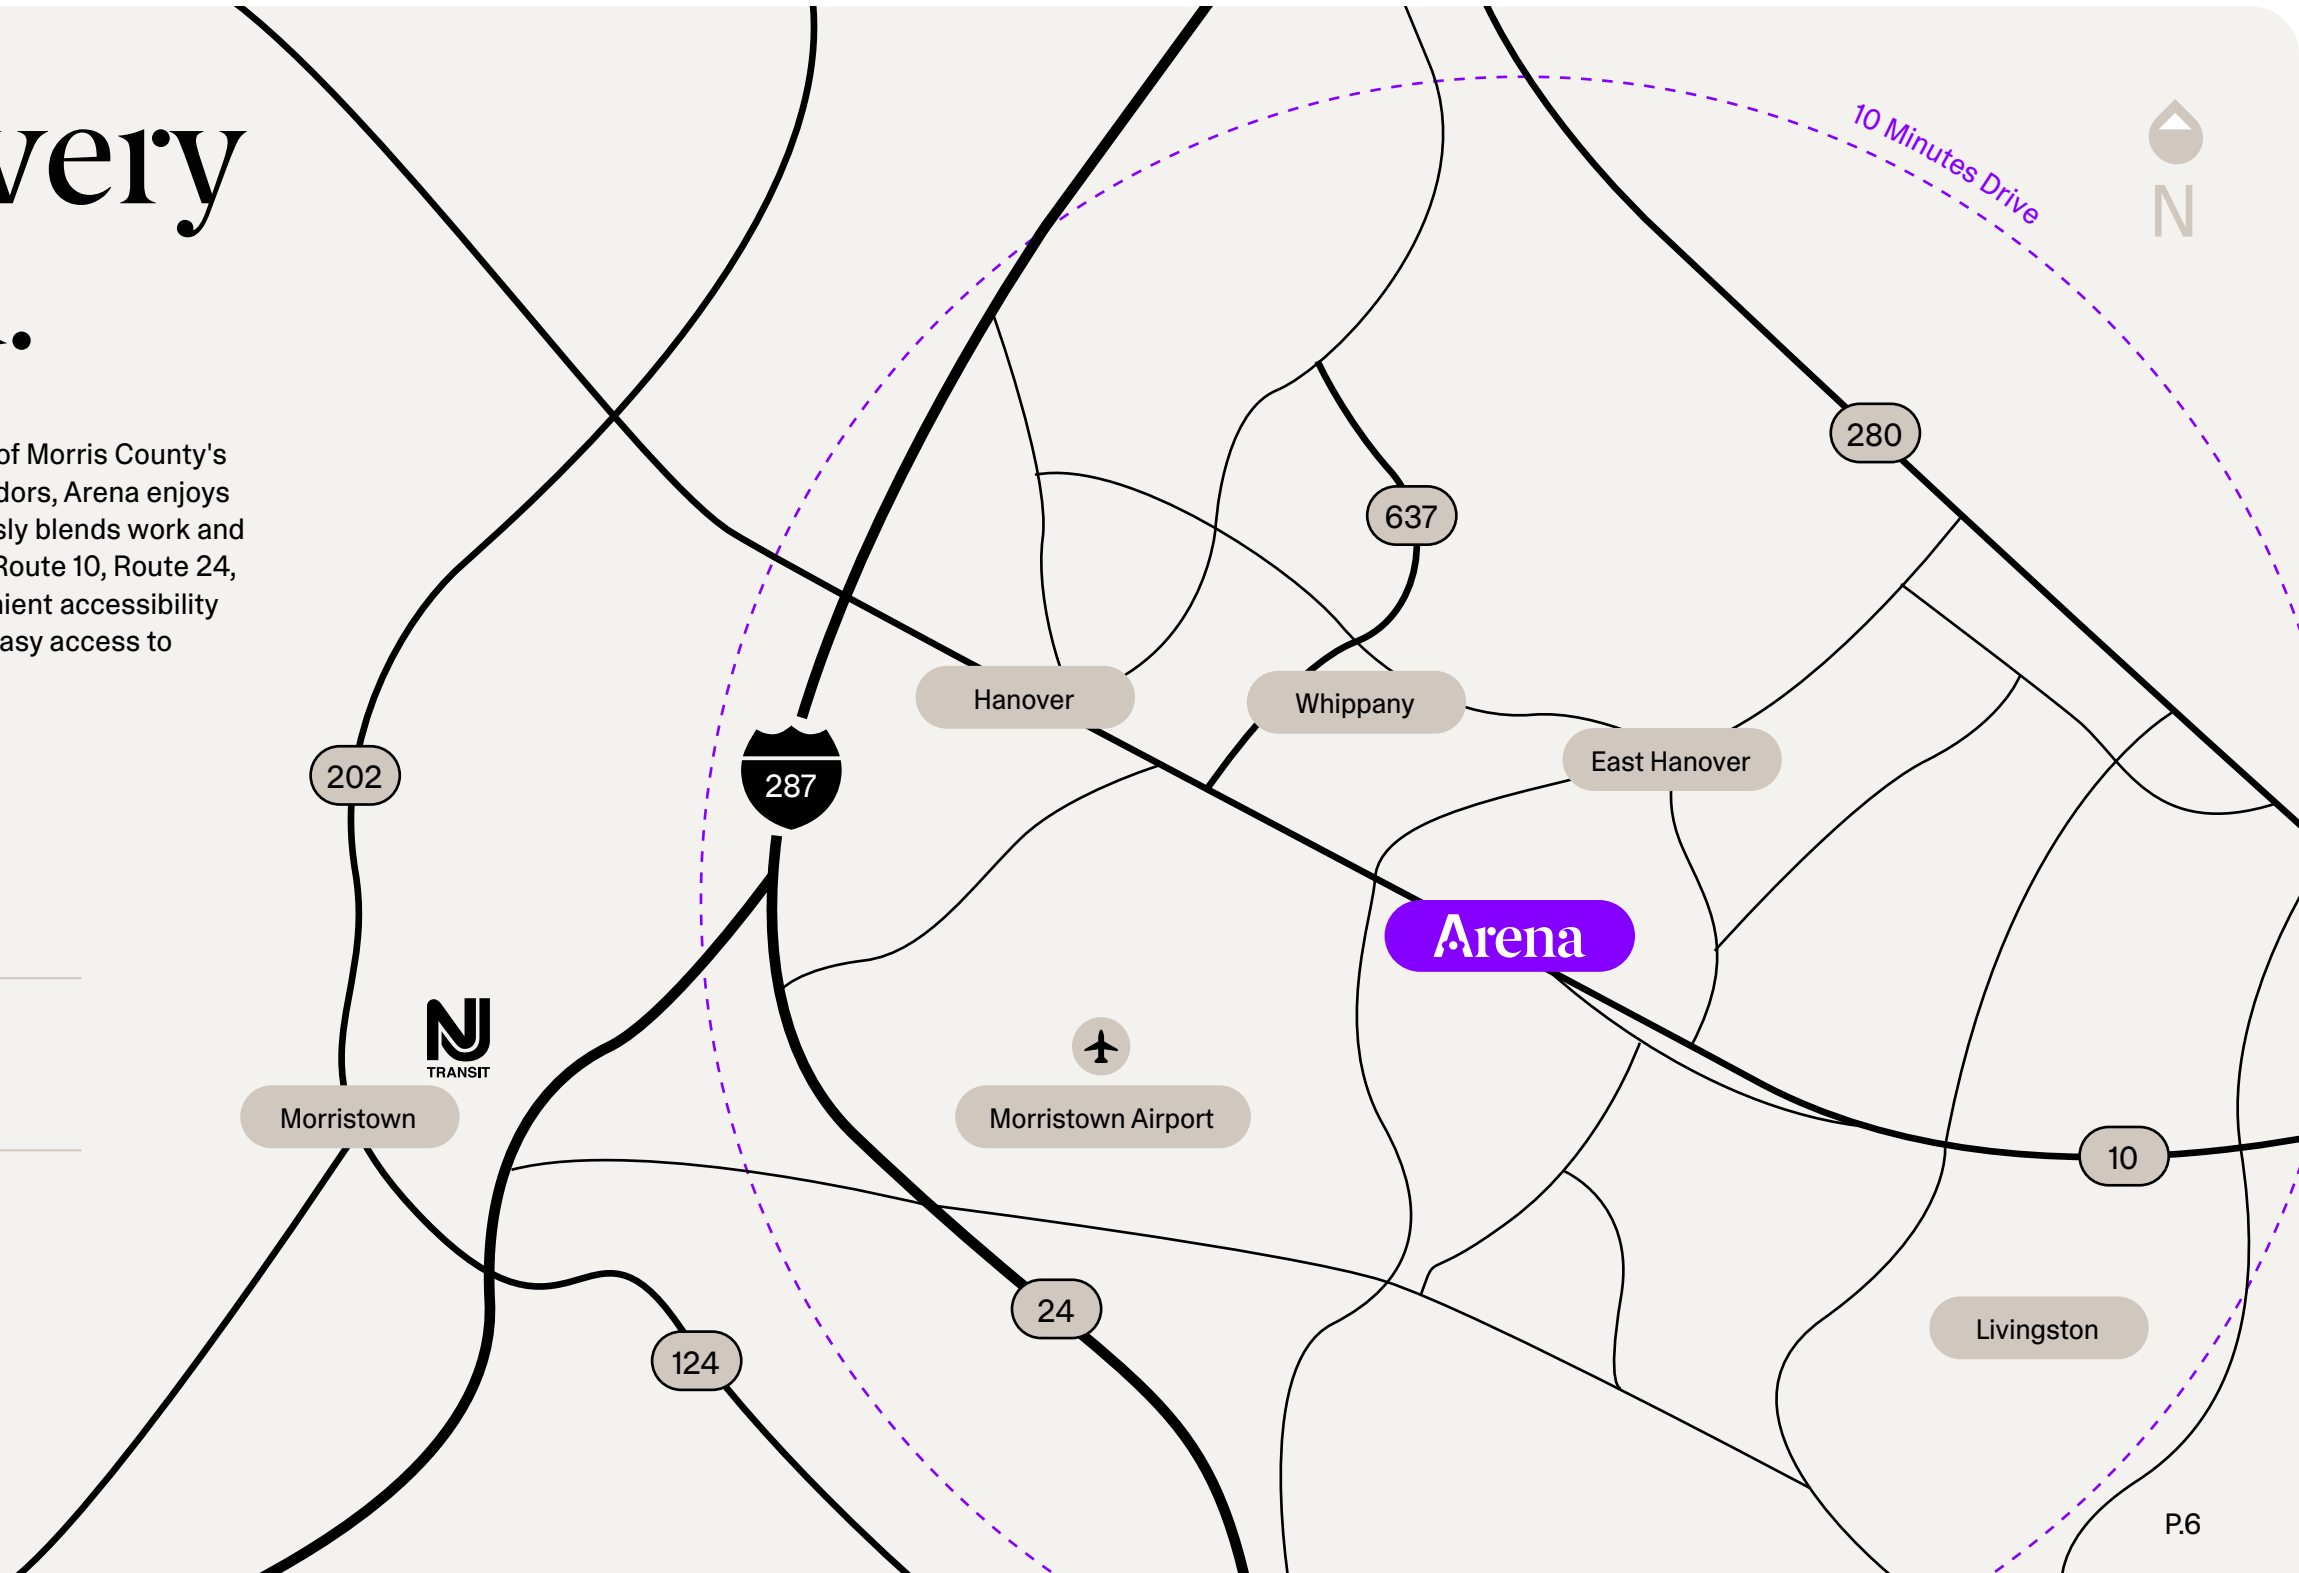 very
.
of Morris County's
dors, Arena enjoys
sly blends work and
Route 10, Route 24,
nient accessibility
asy access to
10 Minutes Drive
N
280
637
Hanover
Whippany
East Hanover
202
287
Arena
NJ
TRANSIT
Morristown
Morristown Airport
10
24
124
Livingston
P.6